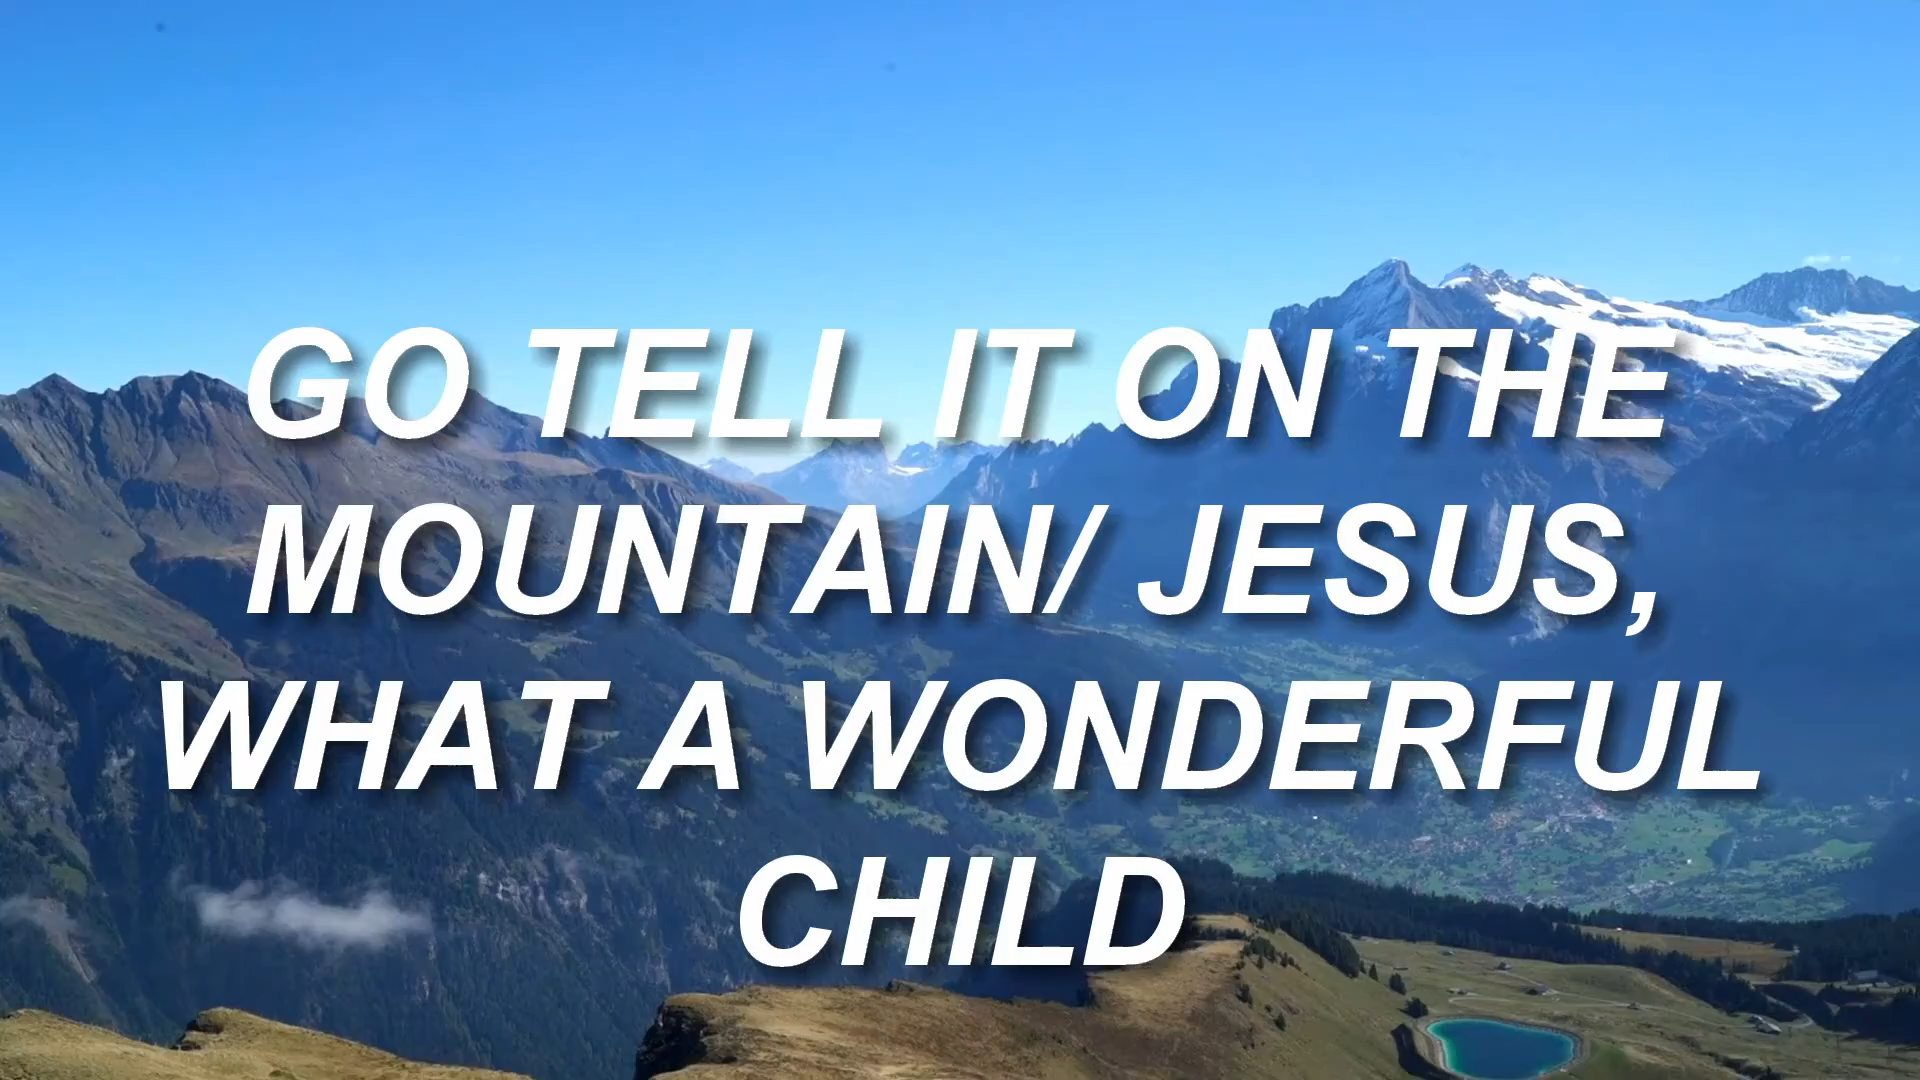 GO TELL IT ON THE
MOUNTAIN/ JESUS,
WHAT A WONDERFUL
CHILD